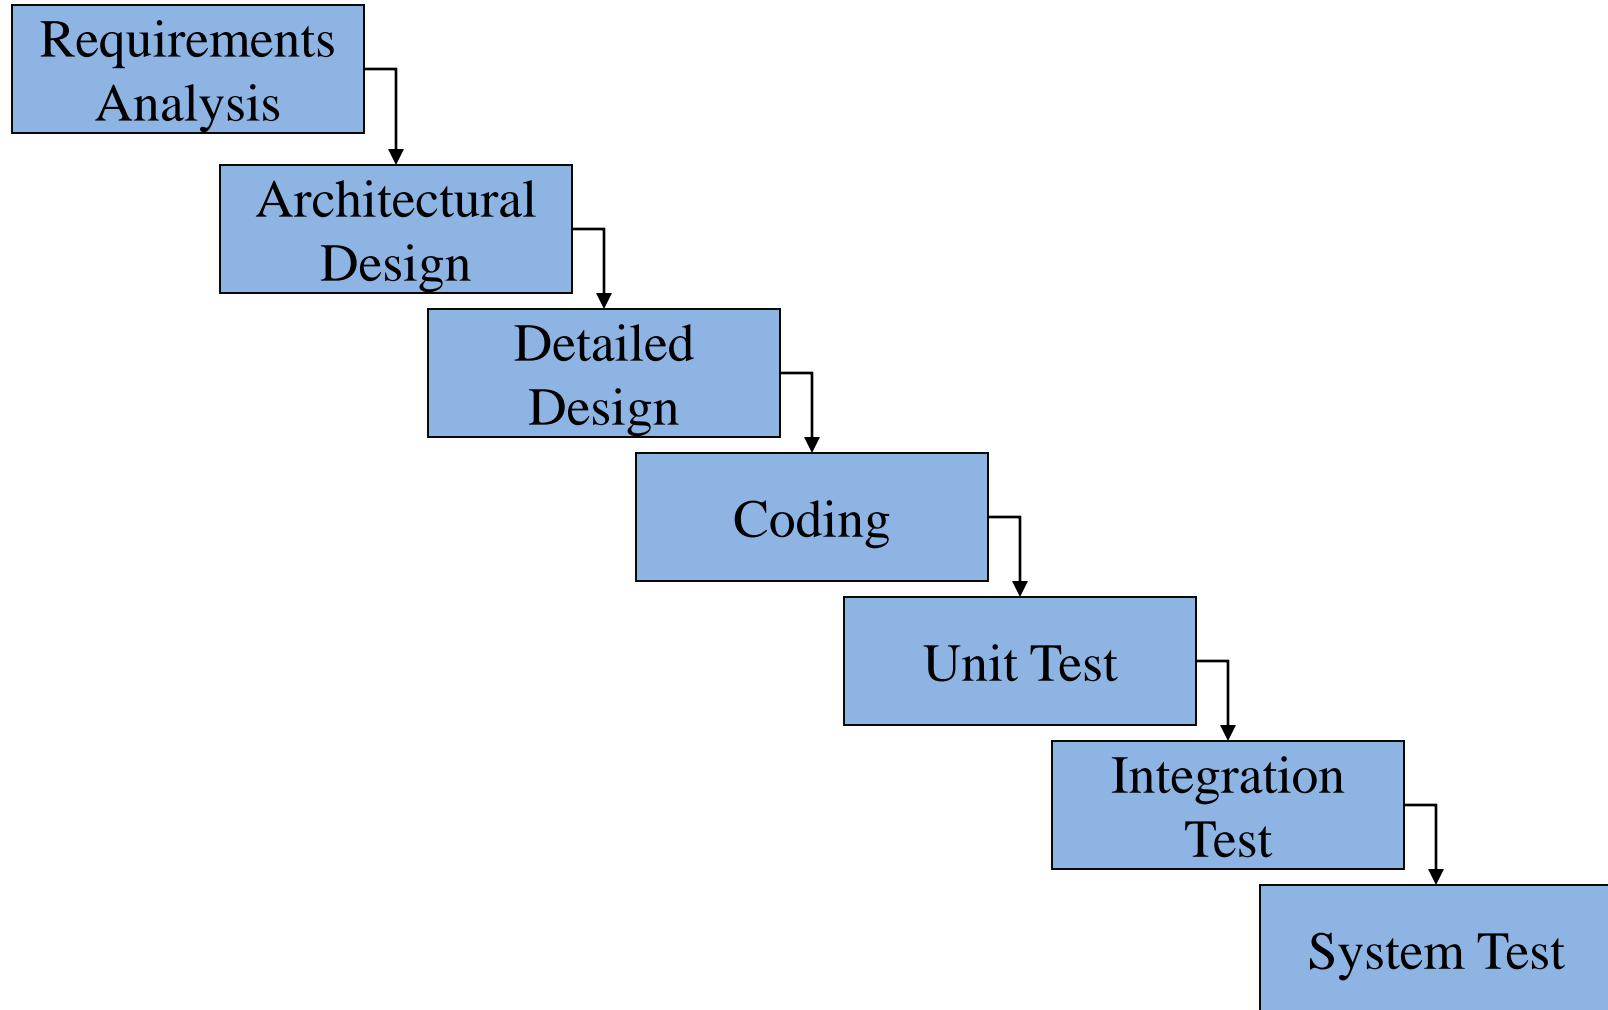 Requirements
Analysis
Architectural
Design
Detailed
Design
Coding
Unit Test
Integration
Test
System Test